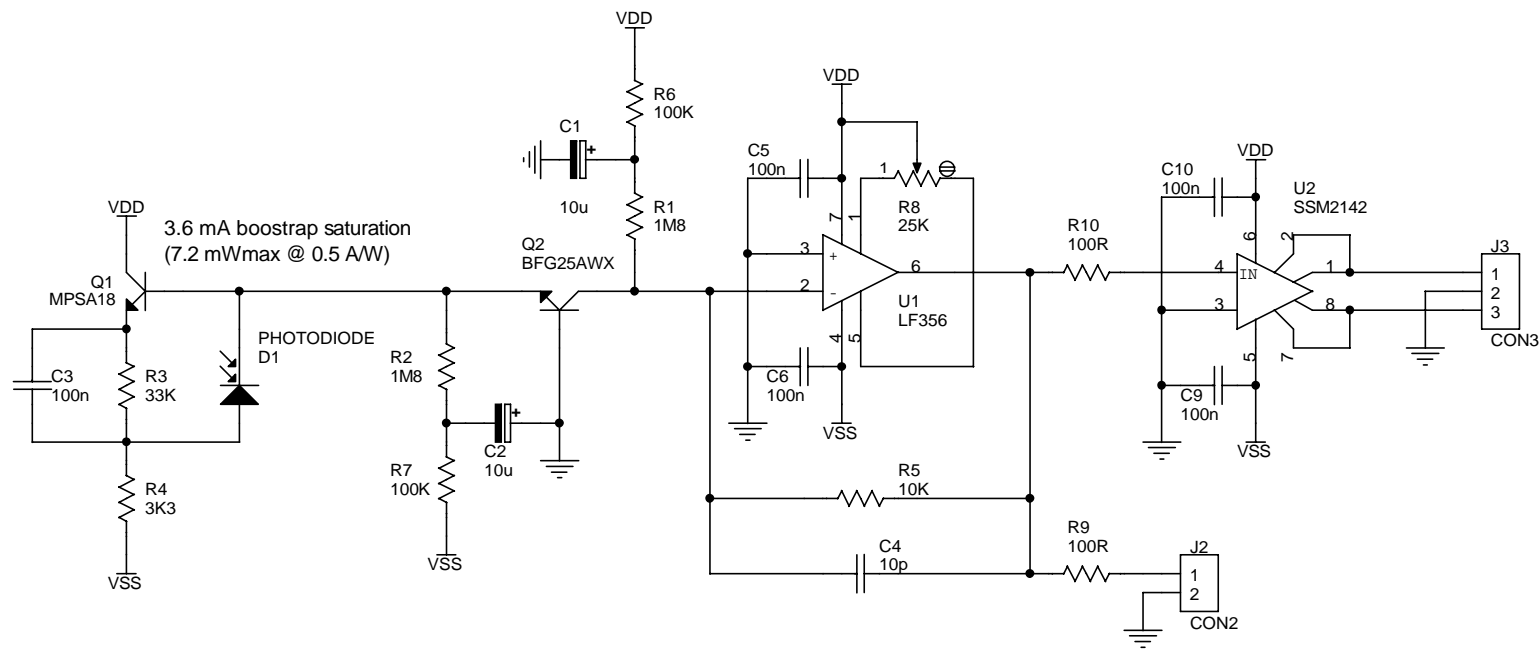 VDD
R6
100K
C1
+
10u
R1
1M8
VDD
3.6 mA boostrap saturation
(7.2 mWmax @ 0.5 A/W)
Q1
MPSA18
Q2
BFG25AWX
PHOTODIODE
D1
C3
100n
R3
33K
R4
3K3
VSS
R2
1M8
+
C2
10u
R7
100K
VSS
VDD
C5
100n
1
R8
25K
7
1
3
+
2
-
6
U1
LF356
4
5
C6
100n
VSS
R5
10K
C4
10p
R10
100R
R9
100R
J2
1
2
CON2
VDD
C10
100n
U2
SSM2142
6
2
4
IN
1
3
8
5
7
C9
100n
VSS
J3
1
2
3
CON3